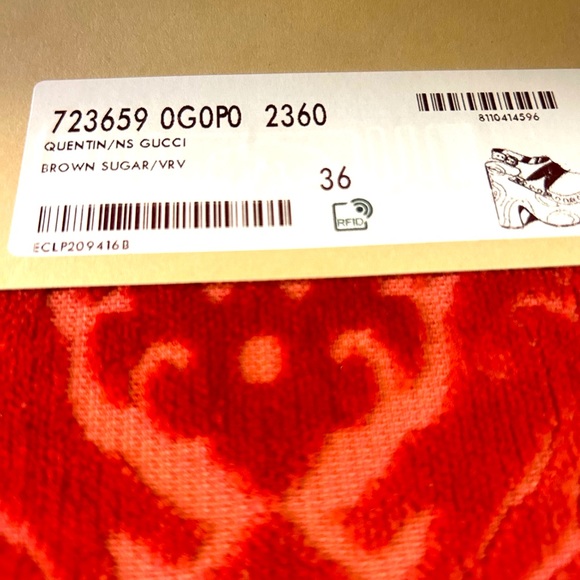 723659 0G0P0 2360
8110414596
QUENTIN/NS GUCCI
BROWN SUGAR/VRV
36
RFID
ECLP209416B